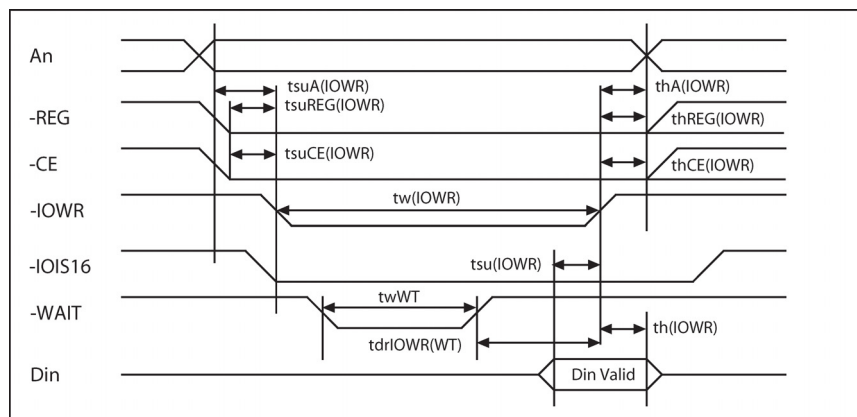 An
tsuA(IOWR)
thA(IOWR)
tsuREG(IOWR)
-REG
thREG(IOWR)
tsuCE(IOWR)
-CE
thCE(IOWR)
tw(IOWR)
-IOWR
tsu(IOWR)
-IOIS16
twWT
-WAIT
th(IOWR)
tdrIOWR(WT)
Din
Din Valid